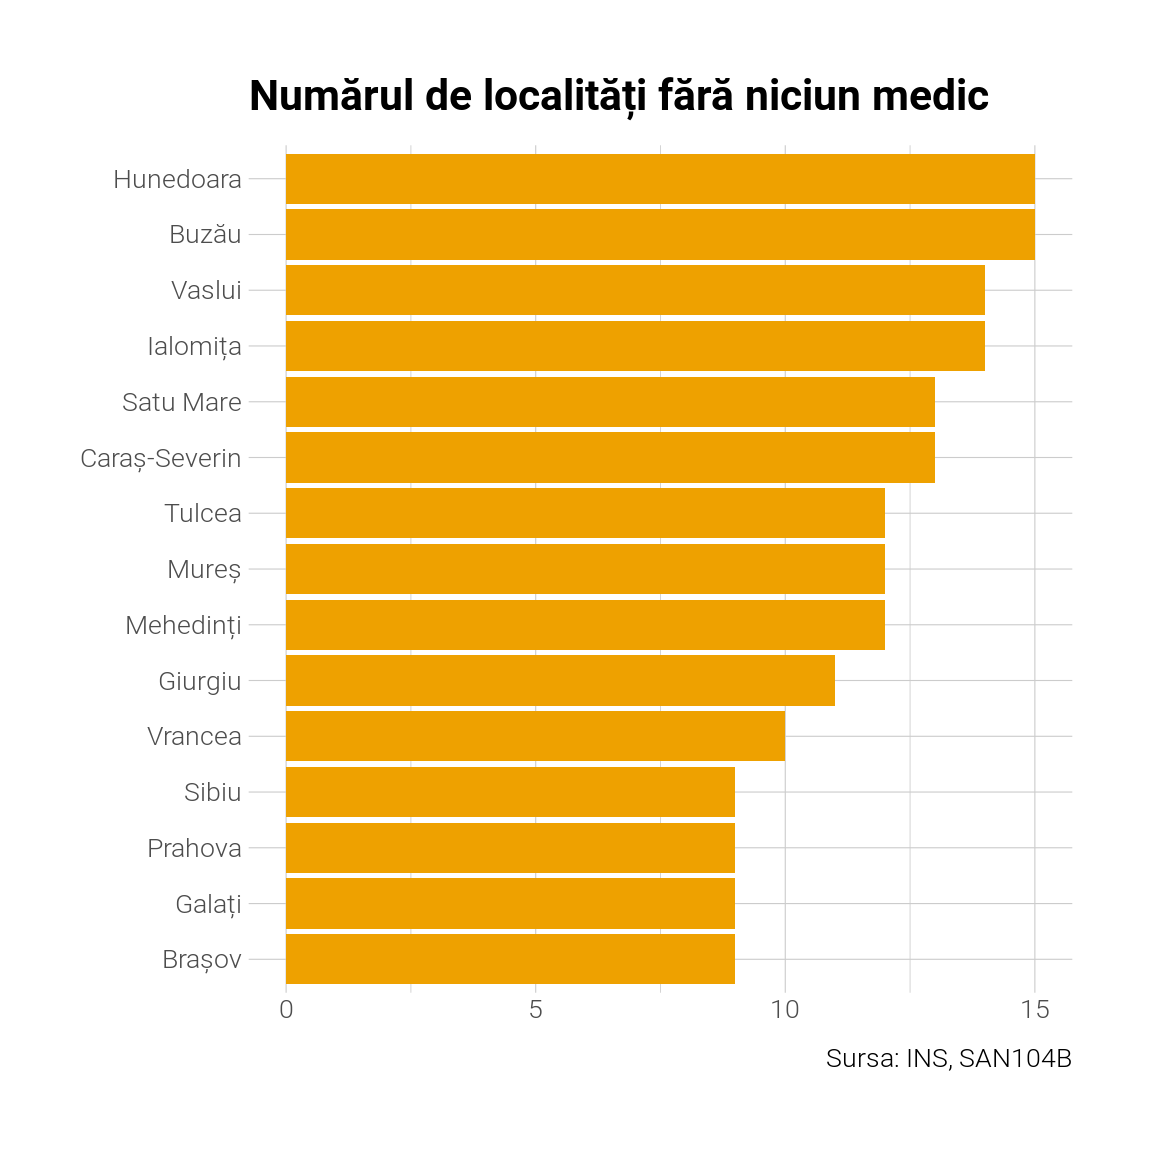 Numărul de localități fără niciun medic
Hunedoara
Buzău
Vaslui
Ialomița
Satu Mare
Caraș-Severin
Tulcea
Mureș
Mehedinți
Giurgiu
Vrancea
Sibiu
Prahova
Galați
Brașov
0 5 10 15
Sursa: INS, SAN104B